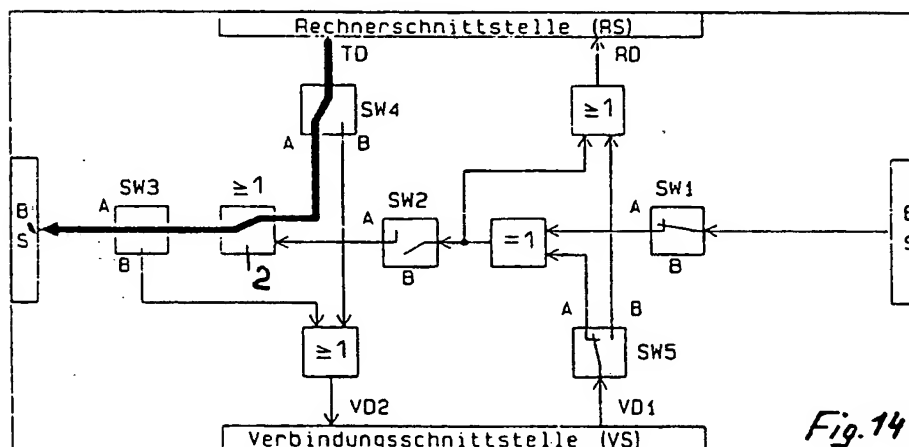 Rechnerschnittstelle (RS)
TD
RD
SW4
≥1
A
B
SW3
≥1
A
SW2
A
SW1
A
B
S
=1
S
B
2
B
B
A
B
≥1
SW5
VD2
VD1
Verbindungsschnittstelle (VS)
Fig.14